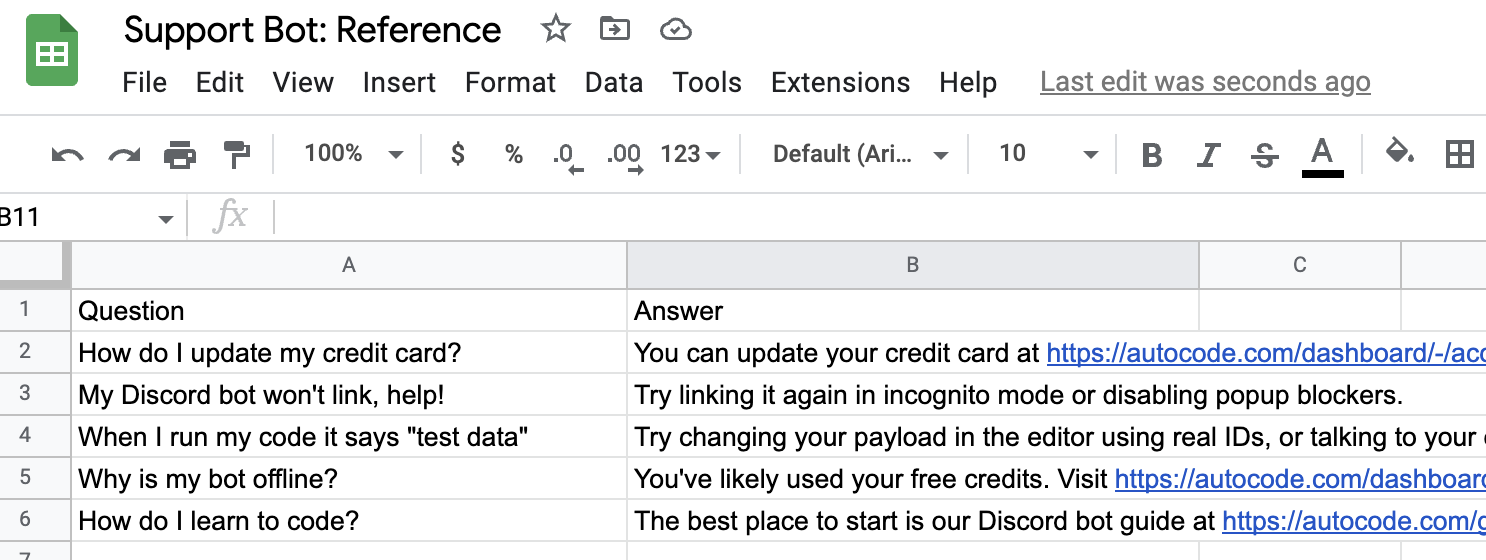 Support Bot: Reference
File Edit View Insert Format Data Tools Extensions Help Last edit was seconds ago
100% $ % .0 .00 123 Default (Ari... 10 B I S A
B11 fx
A B C
1 Question Answer
2 How do I update my credit card? You can update your credit card at https://autocode.com/dashboard/-/acc
3 My Discord bot won't link, help! Try linking it again in incognito mode or disabling popup blockers.
4 When I run my code it says "test data" Try changing your payload in the editor using real IDs, or talking to your
5 Why is my bot offline? You've likely used your free credits. Visit https://autocode.com/dashboard
6 How do I learn to code? The best place to start is our Discord bot guide at https://autocode.com/g
7